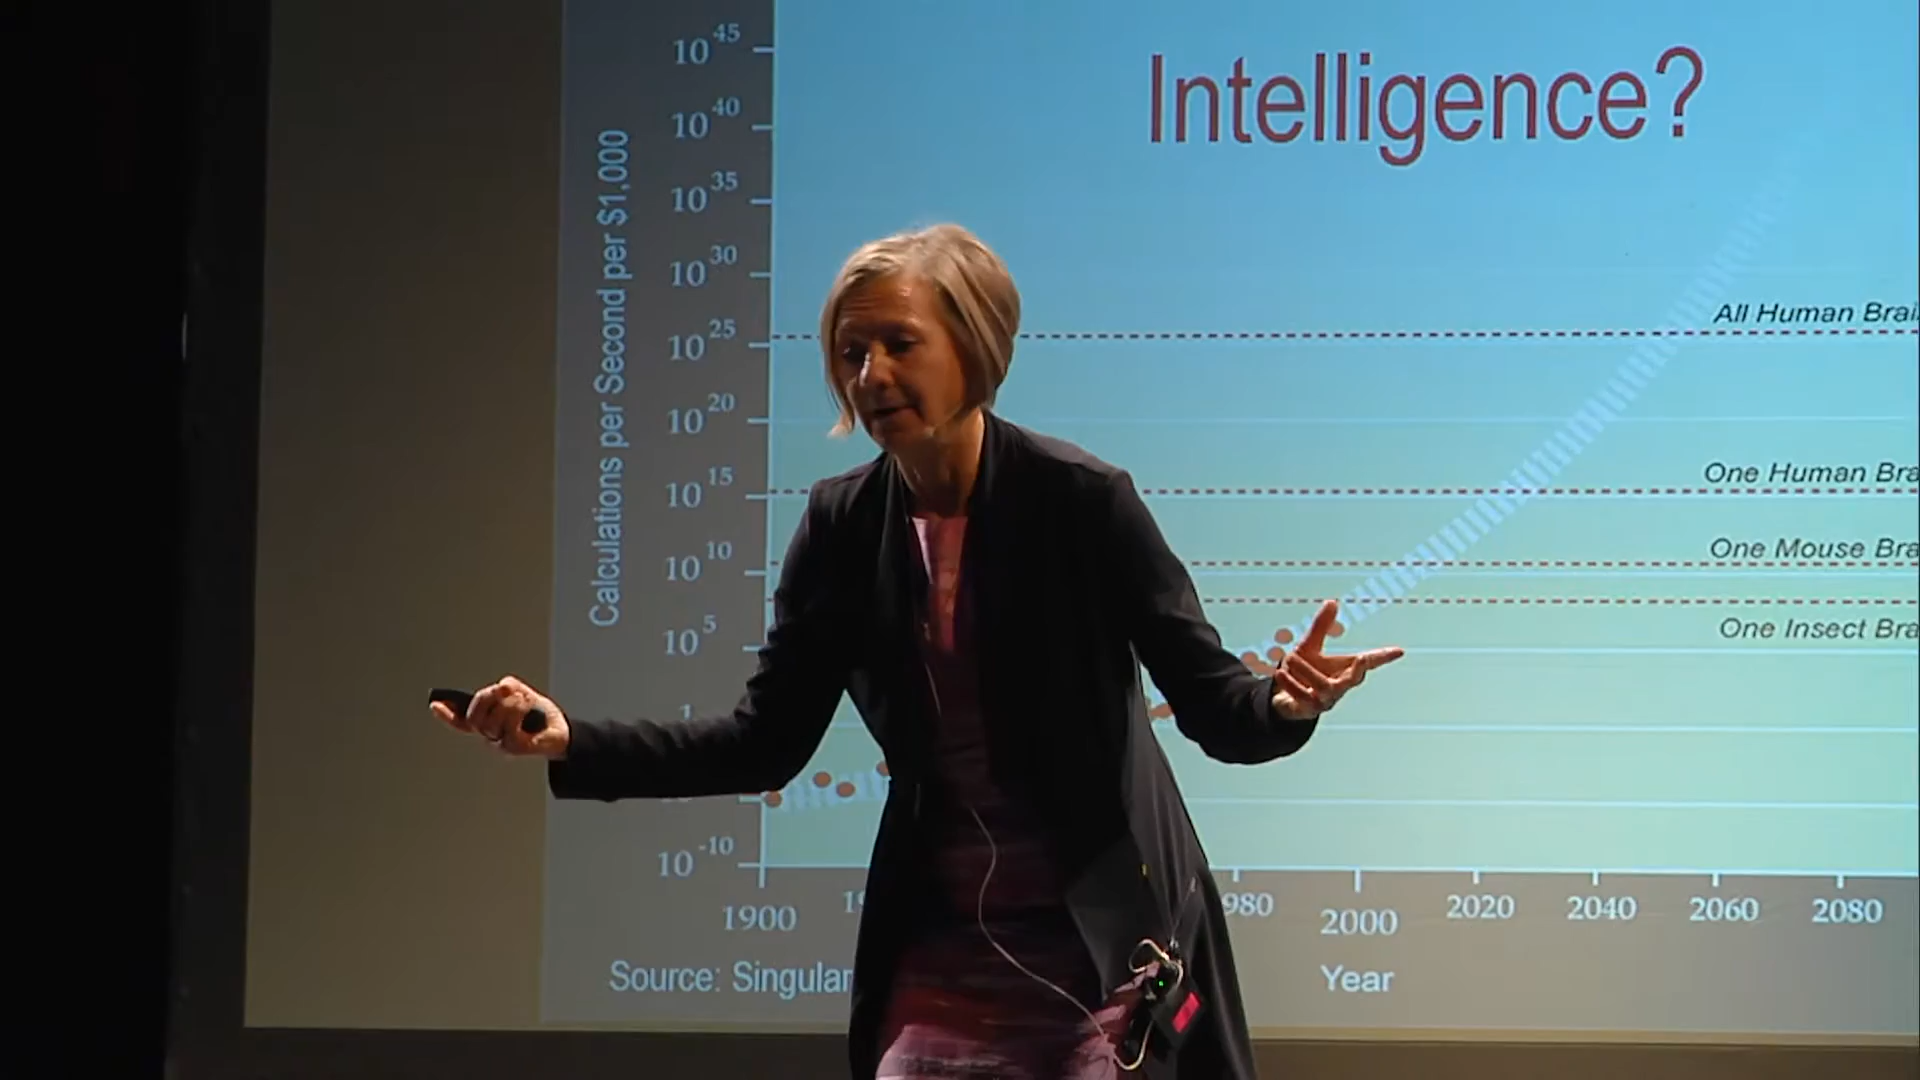 Intelligence?
Calculations per Second per $1,000
10 45
10 40
10 35
10 30
10 25
10 20
10 15
10 10
10 5
1
10 -10
All Human Brai
One Human Bra
One Mouse Bra
One Insect Bra
1900
980
2000
2020
2040
2060
2080
Source: Singular
Year